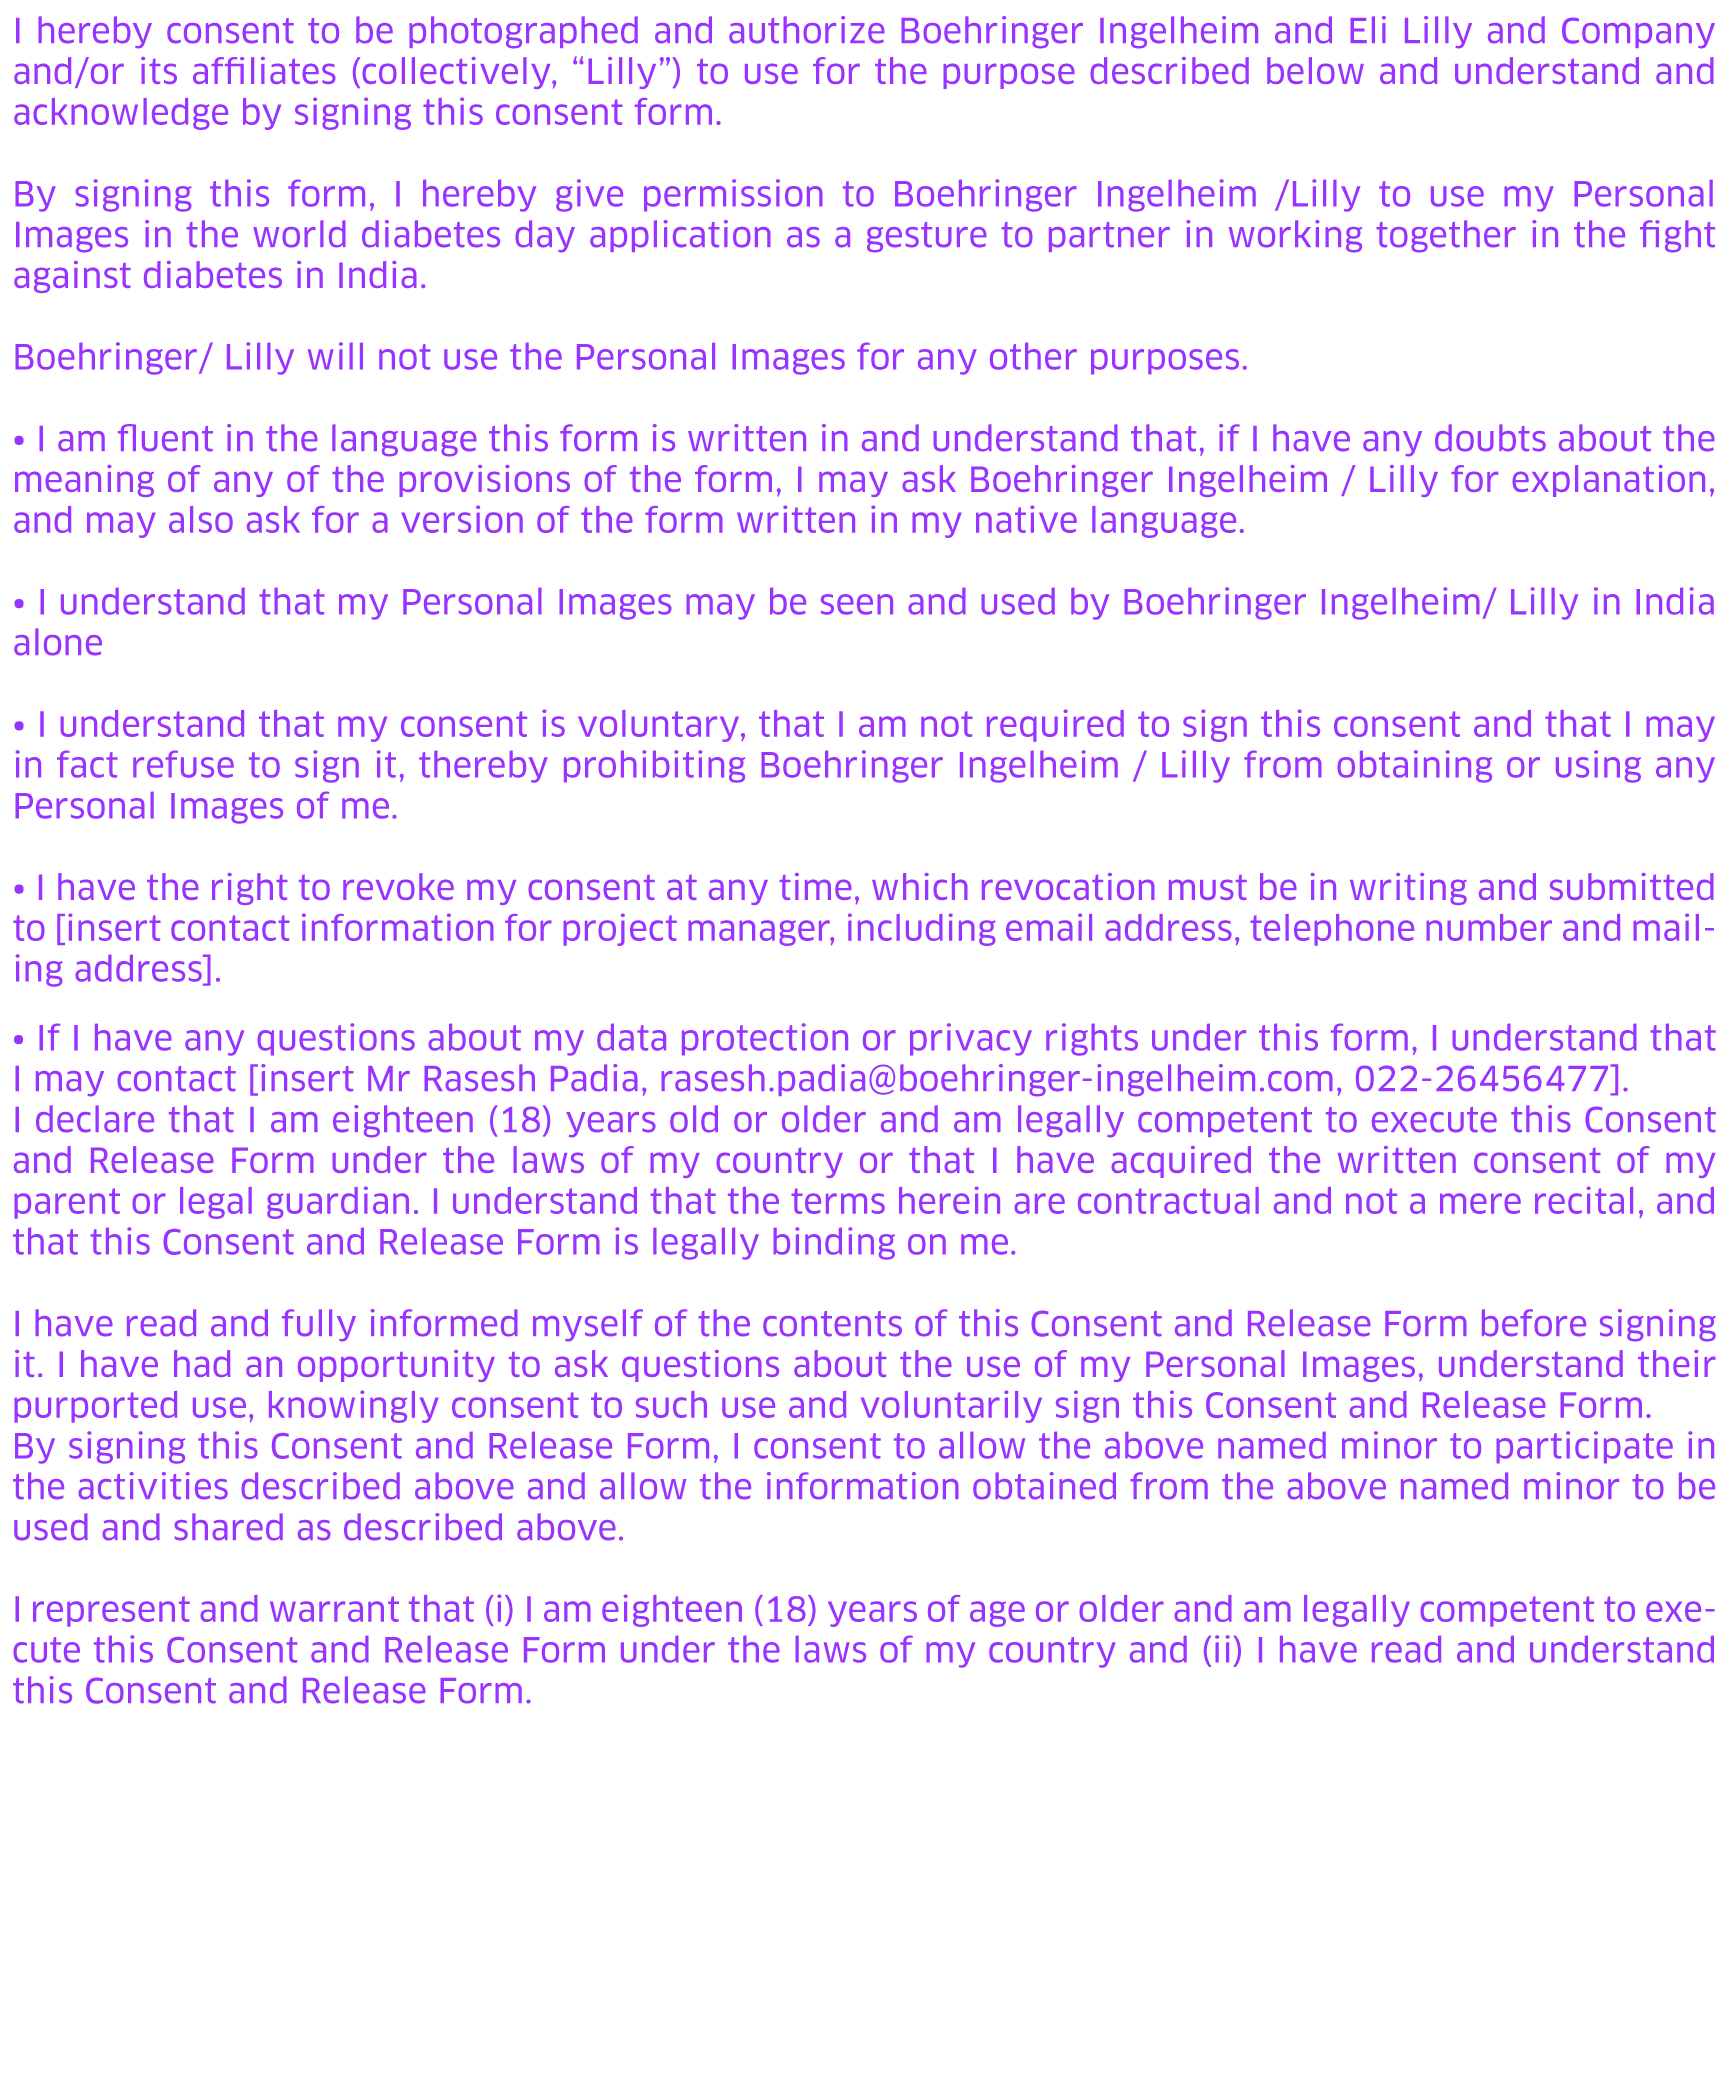 I hereby consent to be photographed and authorize Boehringer Ingelheim and Eli Lilly and Company
and/or its affiliates (collectively, “Lilly”) to use for the purpose described below and understand and
acknowledge by signing this consent form.
By signing this form, I hereby give permission to Boehringer Ingelheim /Lilly to use my Personal
Images in the world diabetes day application as a gesture to partner in working together in the fight
against diabetes in India.
Boehringer/ Lilly will not use the Personal Images for any other purposes.
• I am fluent in the language this form is written in and understand that, if I have any doubts about the
meaning of any of the provisions of the form, I may ask Boehringer Ingelheim / Lilly for explanation,
and may also ask for a version of the form written in my native language.
• I understand that my Personal Images may be seen and used by Boehringer Ingelheim/ Lilly in India
alone
• I understand that my consent is voluntary, that I am not required to sign this consent and that I may
in fact refuse to sign it, thereby prohibiting Boehringer Ingelheim / Lilly from obtaining or using any
Personal Images of me.
• I have the right to revoke my consent at any time, which revocation must be in writing and submitted
to [insert contact information for project manager, including email address, telephone number and mail-
ing address].
• If I have any questions about my data protection or privacy rights under this form, I understand that
I may contact [insert Mr Rasesh Padia, rasesh.padia@boehringer-ingelheim.com, 022-26456477].
I declare that I am eighteen (18) years old or older and am legally competent to execute this Consent
and Release Form under the laws of my country or that I have acquired the written consent of my
parent or legal guardian. I understand that the terms herein are contractual and not a mere recital, and
that this Consent and Release Form is legally binding on me.
I have read and fully informed myself of the contents of this Consent and Release Form before signing
it. I have had an opportunity to ask questions about the use of my Personal Images, understand their
purported use, knowingly consent to such use and voluntarily sign this Consent and Release Form.
By signing this Consent and Release Form, I consent to allow the above named minor to participate in
the activities described above and allow the information obtained from the above named minor to be
used and shared as described above.
I represent and warrant that (i) I am eighteen (18) years of age or older and am legally competent to exe-
cute this Consent and Release Form under the laws of my country and (ii) I have read and understand
this Consent and Release Form.